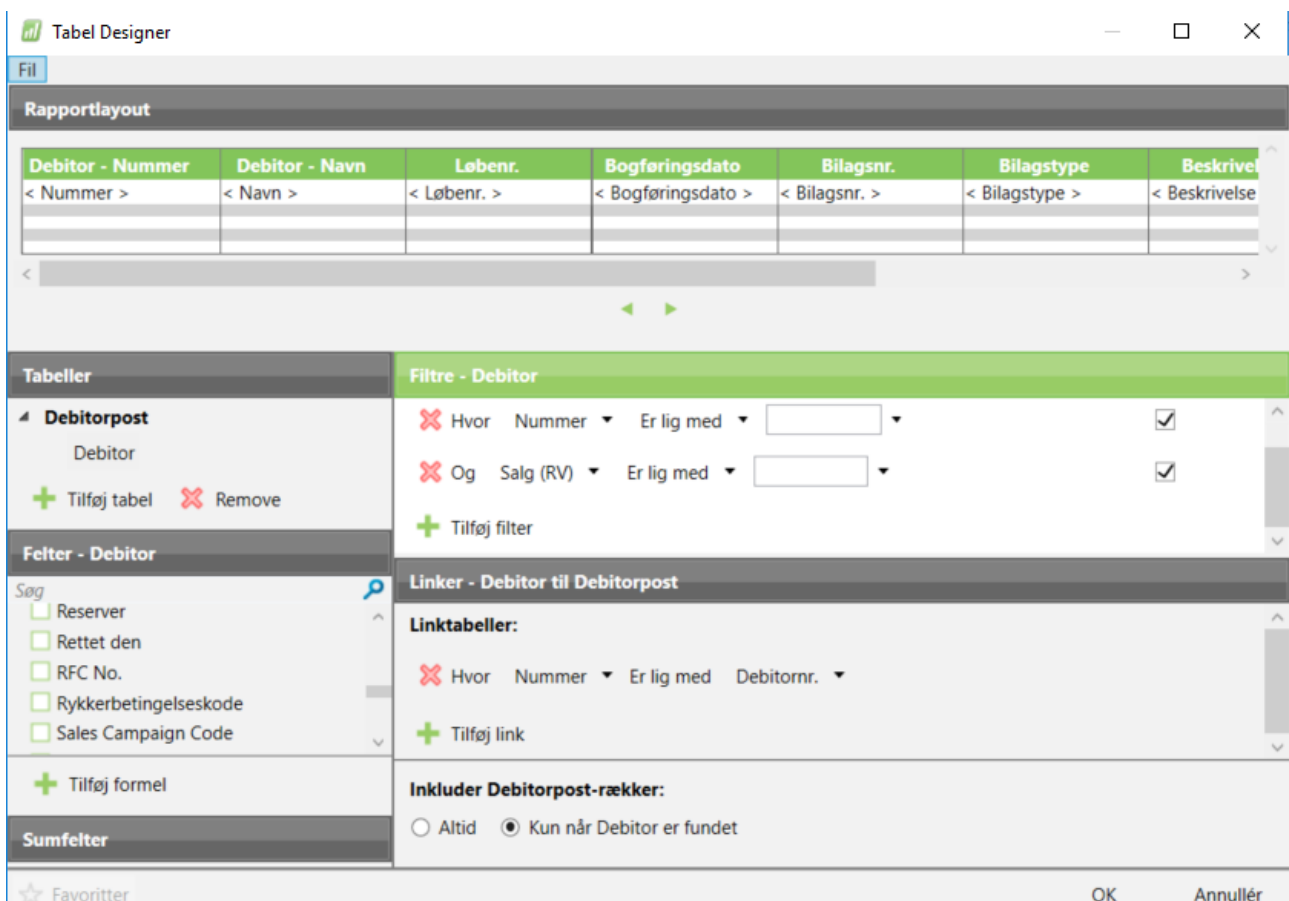 Tabel Designer
Fil
Rapportlayout
Debitor - Nummer Debitor - Navn Løbenr. Bogføringsdato Bilagsnr. Bilagstype Beskrivel
< Nummer > < Navn > < Løbenr. > < Bogføringsdato > < Bilagsnr. > < Bilagstype > < Beskrivelse
Tabeller
Debitorpost
Debitor
Tilføj tabel Remove
Filtre - Debitor
Hvor Nummer Er lig med
Og Salg (RV) Er lig med
Tilføj filter
Felter - Debitor
Søg
Reserver
Rettet den
RFC No.
Rykkerbetingelseskode
Sales Campaign Code
Tilføj formel
Sumfelter
Linker - Debitor til Debitorpost
Linktabeller:
Hvor Nummer Er lig med Debitornr.
Tilføj link
Inkluder Debitorpost-rækker:
Altid Kun når Debitor er fundet
Favoritter
OK Annullér